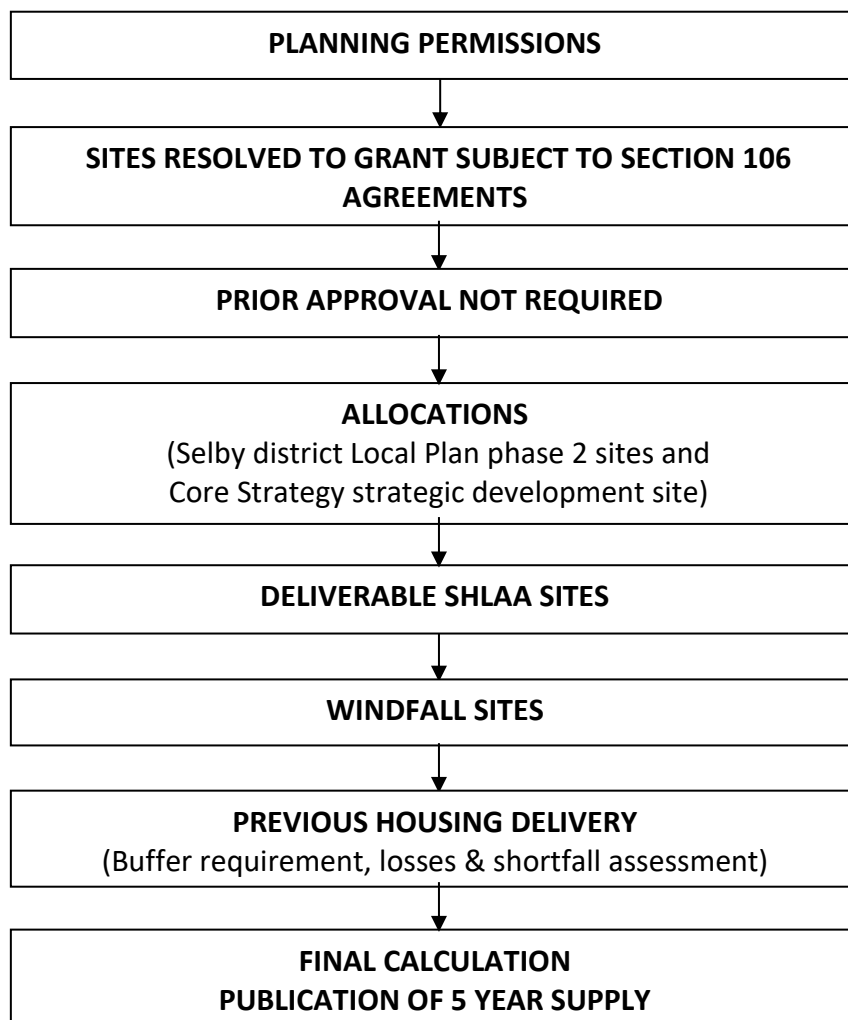 PLANNING PERMISSIONS
SITES RESOLVED TO GRANT SUBJECT TO SECTION 106
AGREEMENTS
PRIOR APPROVAL NOT REQUIRED
ALLOCATIONS
(Selby district Local Plan phase 2 sites and
Core Strategy strategic development site)
DELIVERABLE SHLAA SITES
WINDFALL SITES
PREVIOUS HOUSING DELIVERY
(Buffer requirement, losses & shortfall assessment)
FINAL CALCULATION
PUBLICATION OF 5 YEAR SUPPLY